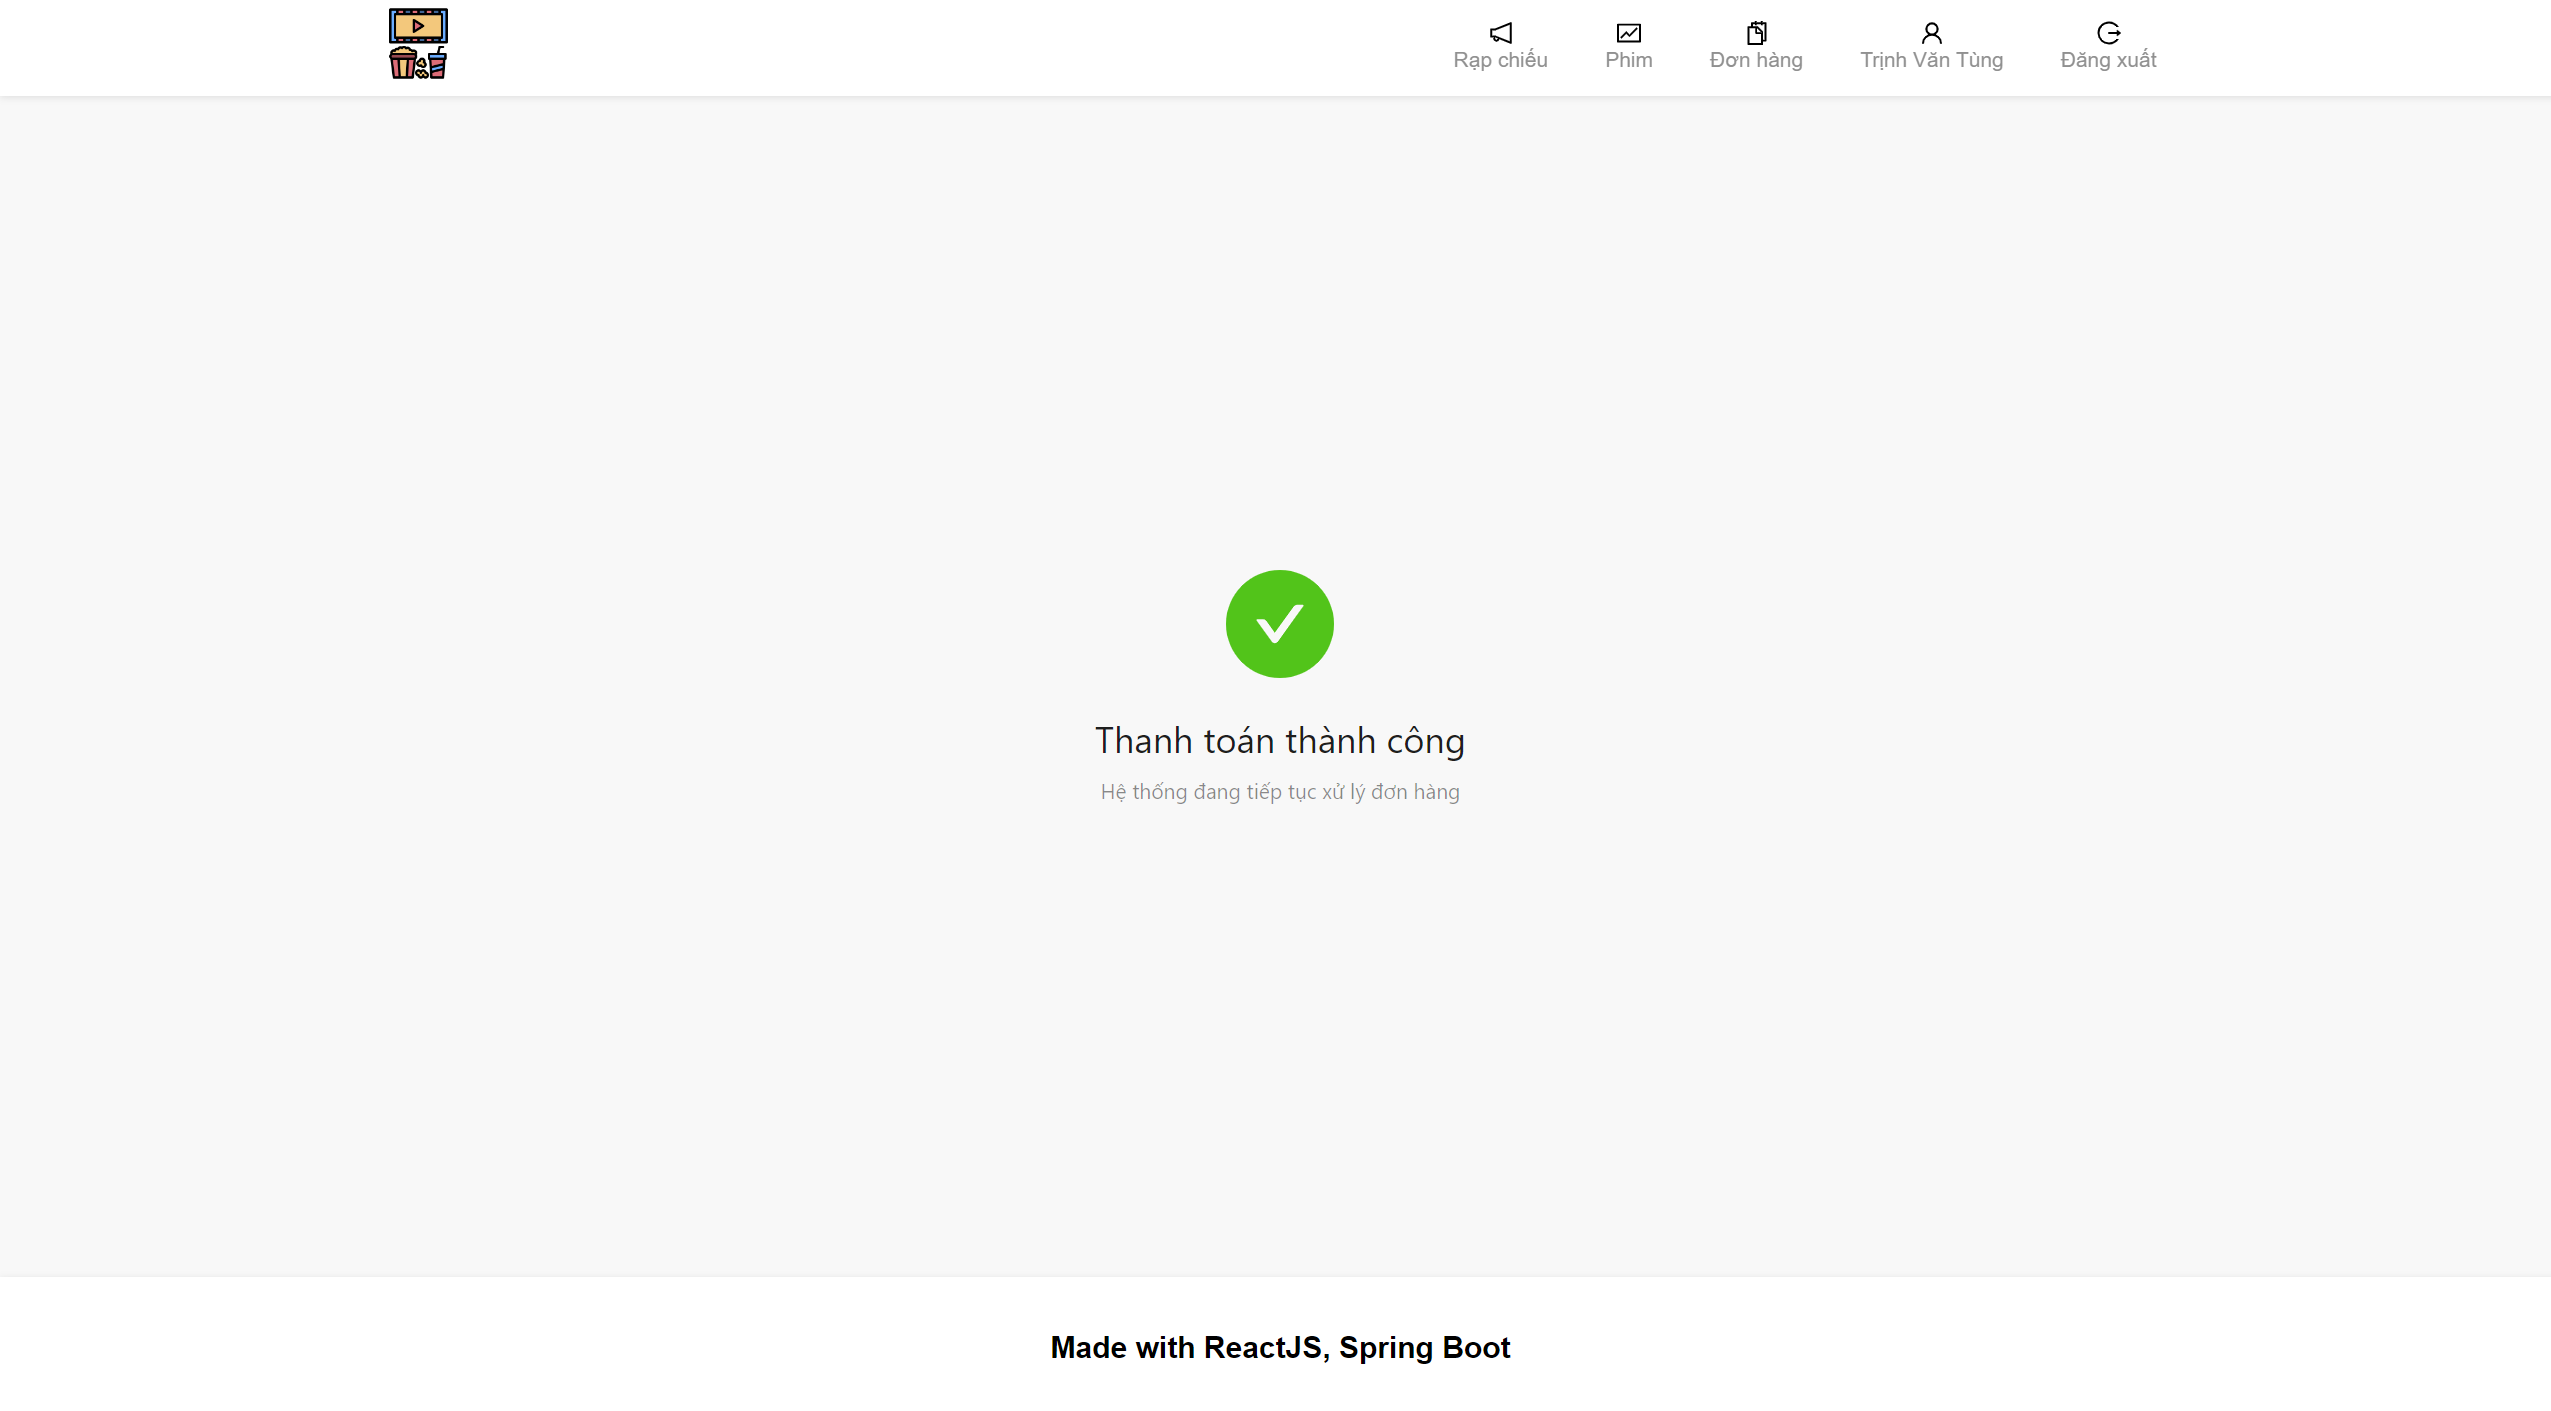 Rạp chiếu
Phim
Đơn hàng
Trịnh Văn Tùng
Đăng xuất
Thanh toán thành công
Hệ thống đang tiếp tục xử lý đơn hàng
Made with ReactJS, Spring Boot